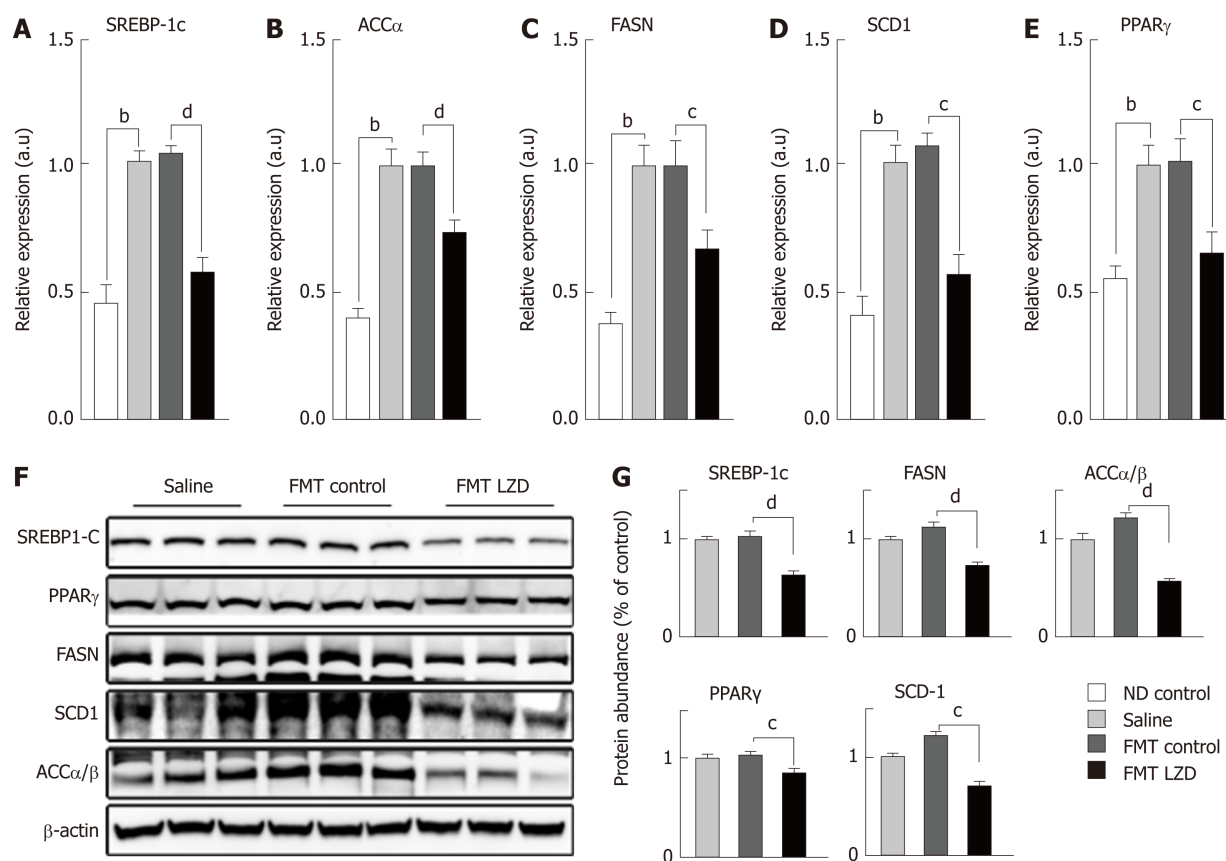 A SREBP-1c
Relative expression (a.u)
1.5
1.0
0.5
0.0
b
d
B ACCα
Relative expression (a.u)
1.5
1.0
0.5
0.0
b
d
C FASN
Relative expression (a.u)
1.5
1.0
0.5
0.0
b
c
D SCD1
Relative expression (a.u)
1.5
1.0
0.5
0.0
b
c
E PPARγ
Relative expression (a.u)
1.5
1.0
0.5
0.0
b
c
F
Saline FMT control FMT LZD
SREBP1-C
PPARγ
FASN
SCD1
ACCα/β
β-actin
G
Protein abundance (% of control)
SREBP-1c
1
0
d
FASN
1
0
d
ACCα/β
1
0
d
PPARγ
1
0
c
SCD-1
1
0
c
ND control
Saline
FMT control
FMT LZD